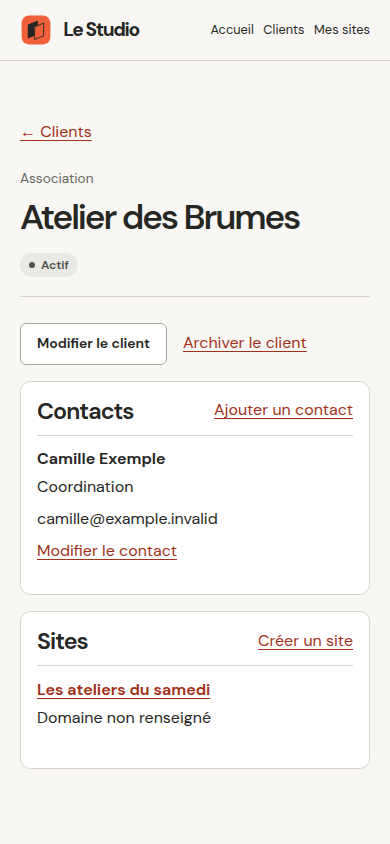 Le Studio
Accueil Clients Mes sites
← Clients
Association
Atelier des Brumes
Actif
Modifier le client
Archiver le client
Contacts
Ajouter un contact
Camille Exemple
Coordination
camille@example.invalid
Modifier le contact
Sites
Créer un site
Les ateliers du samedi
Domaine non renseigné